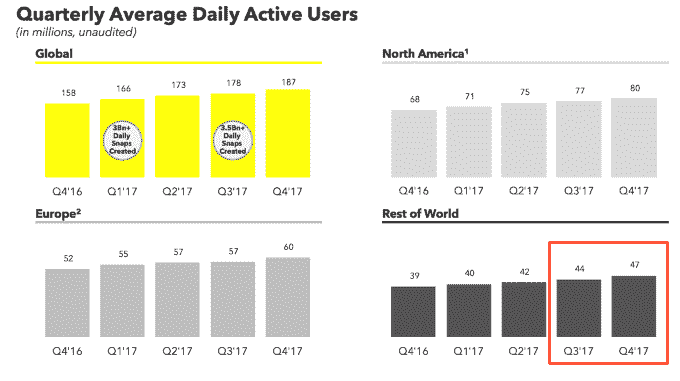 Quarterly Average Daily Active Users
(in millions, unaudited)
Global
158 166 173 178 187
3Bn+
Daily
Snaps
Created
3.5Bn+
Daily
Snaps
Created
Q4'16 Q1'17 Q2'17 Q3'17 Q4'17
North America¹
68 71 75 77 80
Q4'16 Q1'17 Q2'17 Q3'17 Q4'17
Europe²
52 55 57 57 60
Q4'16 Q1'17 Q2'17 Q3'17 Q4'17
Rest of World
39 40 42 44 47
Q4'16 Q1'17 Q2'17 Q3'17 Q4'17